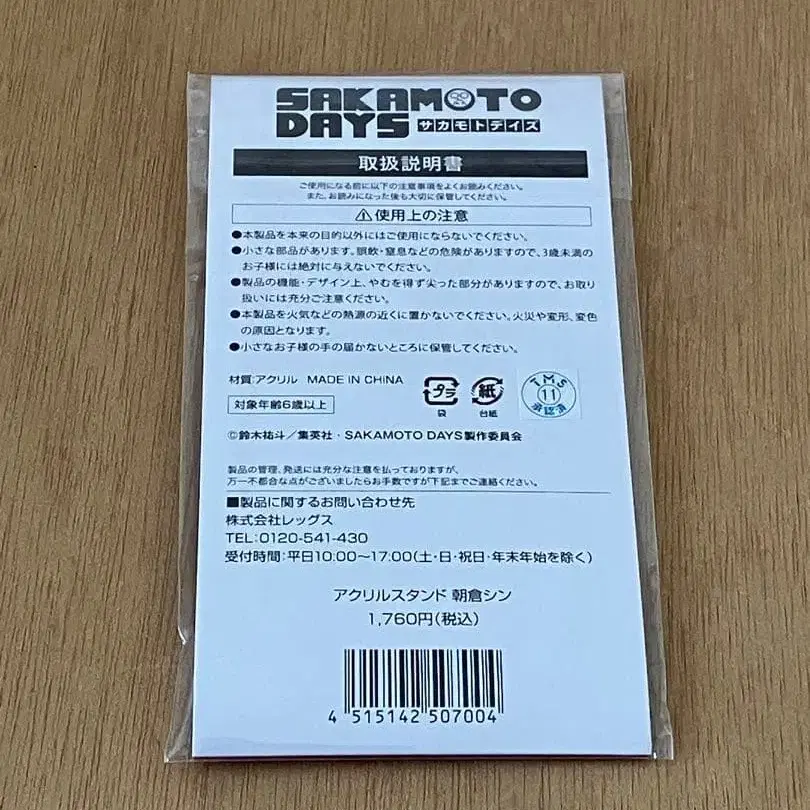 SAKAMOTO
DAYS サカモトデイズ
取扱説明書
ご使用になる前に以下の注意事項をよくお読みください。
また、お読みになった後も大切に保管してください。
⚠使用上の注意
●本製品を本来の目的以外にはご使用にならないでください。
●小さな部品があります。誤飲・窒息などの危険がありますので、3歳未満の
お子様には絶対に与えないでください。
●製品の機能・デザイン上、やむを得ず尖った部分がありますので、お取り
扱いには充分ご注意ください。
●本製品を火気などの熱源の近くに置かないでください。火災や変形、変色
の原因となります。
●小さなお子様の手の届かないところに保管してください。
材質:アクリル MADE IN CHINA
対象年齢6歳以上
プラ
袋
紙
台紙
TMS
11
承認済
©鈴木祐斗/集英社・SAKAMOTO DAYS製作委員会
製品の管理、発送には充分な注意を払っておりますが、
万一不都合な点がございましたらお手数ですが下記までご連絡ください。
■製品に関するお問い合わせ先
株式会社レッグス
TEL:0120-541-430
受付時間:平日10:00~17:00(土・日・祝日・年末年始を除く)
アクリルスタンド 朝倉シン
1,760円(税込)
4 515142 507004